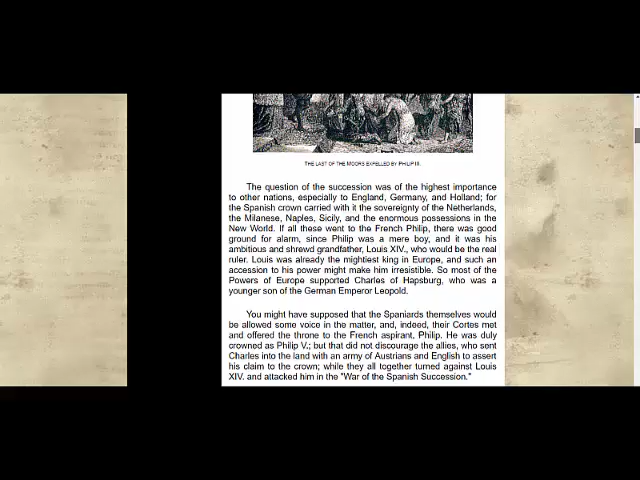 THE LAST OF THE MOORS EXPELLED BY PHILIP III.
The question of the succession was of the highest importance
to other nations, especially to England, Germany, and Holland; for
the Spanish crown carried with it the sovereignty of the Netherlands,
the Milanese, Naples, Sicily, and the enormous possessions in the
New World. If all these went to the French Philip, there was good
ground for alarm, since Philip was a mere boy, and it was his
ambitious and shrewd grandfather, Louis XIV., who would be the real
ruler. Louis was already the mightiest king in Europe, and such an
accession to his power might make him irresistible. So most of the
Powers of Europe supported Charles of Hapsburg, who was a
younger son of the German Emperor Leopold.
You might have supposed that the Spaniards themselves would
be allowed some voice in the matter, and, indeed, their Cortes met
and offered the throne to the French aspirant, Philip. He was duly
crowned as Philip V.; but that did not discourage the allies, who sent
Charles into the land with an army of Austrians and English to assert
his claim to the crown; while they all together turned against Louis
XIV. and attacked him in the "War of the Spanish Succession."